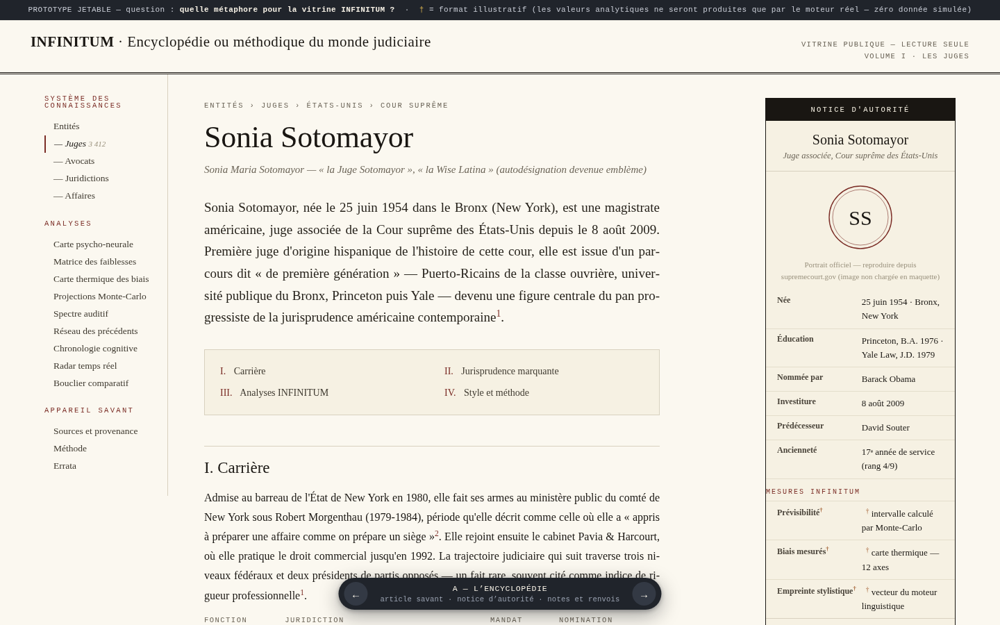 PROTOTYPE JETABLE — question : quelle métaphore pour la vitrine INFINITUM ? · † = format illustratif (les valeurs analytiques ne seront produites que par le moteur réel — zéro donnée simulée)
INFINITUM · Encyclopédie ou méthodique du monde judiciaire
VITRINE PUBLIQUE — LECTURE SEULE
VOLUME I · LES JUGES
SYSTÈME DES
CONNAISSANCES
Entités
— Juges 3 412
— Avocats
— Juridictions
— Affaires
ANALYSES
Carte psycho-neurale
Matrice des faiblesses
Carte thermique des biais
Projections Monte-Carlo
Spectre auditif
Réseau des précédents
Chronologie cognitive
Radar temps réel
Bouclier comparatif
APPAREIL SAVANT
Sources et provenance
Méthode
Errata
ENTITÉS › JUGES › ÉTATS-UNIS › COUR SUPRÊME
Sonia Sotomayor
Sonia Maria Sotomayor — « la Juge Sotomayor », « la Wise Latina » (autodésignation devenue emblème)
Sonia Sotomayor, née le 25 juin 1954 dans le Bronx (New York), est une magistrate
américaine, juge associée de la Cour suprême des États-Unis depuis le 8 août 2009.
Première juge d'origine hispanique de l'histoire de cette cour, elle est issue d'un par-
cours dit « de première génération » — Puerto-Ricains de la classe ouvrière, univer-
sité publique du Bronx, Princeton puis Yale — devenu une figure centrale du pan pro-
gressiste de la jurisprudence américaine contemporaine1.
I. Carrière
II. Jurisprudence marquante
III. Analyses INFINITUM
IV. Style et méthode
I. Carrière
Admise au barreau de l'État de New York en 1980, elle fait ses armes au ministère public du comté de
New York sous Robert Morgenthau (1979-1984), période qu'elle décrit comme celle où elle a « appris
à préparer une affaire comme on prépare un siège »2. Elle rejoint ensuite le cabinet Pavia & Harcourt,
où elle pratique le droit commercial jusqu'en 1992. La trajectoire judiciaire qui suit traverse trois ni-
veaux fédéraux et deux présidents de partis opposés — un fait rare, souvent cité comme indice de ri-
gueur professionnelle1.
FONCTION JURIDICTION MANDAT NOMINATION
← A — L’ENCYCLOPÉDIE →
article savant · notice d’autorité · notes et renvois
NOTICE D'AUTORITÉ
Sonia Sotomayor
Juge associée, Cour suprême des États-Unis
SS
Portrait officiel — reproduire depuis
supremecourt.gov (image non chargée en maquette)
Née 25 juin 1954 · Bronx,
New York
Éducation Princeton, B.A. 1976 ·
Yale Law, J.D. 1979
Nommée par Barack Obama
Investiture 8 août 2009
Prédécesseur David Souter
Ancienneté 17e année de service
(rang 4/9)
MESURES INFINITUM
Prévisibilité† † intervalle calculé
par Monte-Carlo
Biais mesurés† † carte thermique —
12 axes
Empreinte stylistique† † vecteur du moteur
linguistique